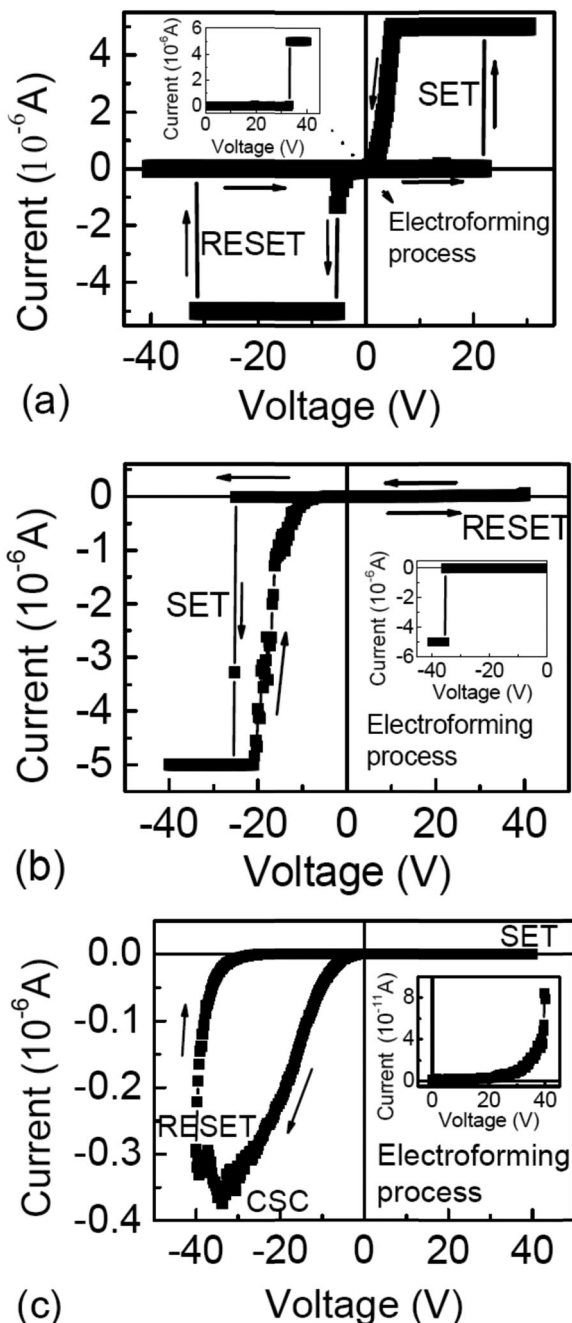 6
4
2
0
0 10 20 30 40
Current (10⁻⁶A)
Voltage (V)
SET
RESET
Electroforming
process
4
2
0
-2
-4
Current (10⁻⁶A)
-40 -20 0 20
Voltage (V)
(a)
0
-1
-2
-3
-4
-5
Current (10⁻⁶A)
RESET
SET
0
-2
-4
-6
Current (10⁻⁶A)
-40 -20 0
Voltage (V)
Electroforming
process
-40 -20 0 20 40
Voltage (V)
(b)
0.0
-0.1
-0.2
-0.3
-0.4
Current (10⁻⁶A)
SET
8
4
0
Current (10⁻¹¹A)
0 20 40
Voltage (V)
RESET
CSC
Electroforming
process
-40 -20 0 20 40
Voltage (V)
(c)